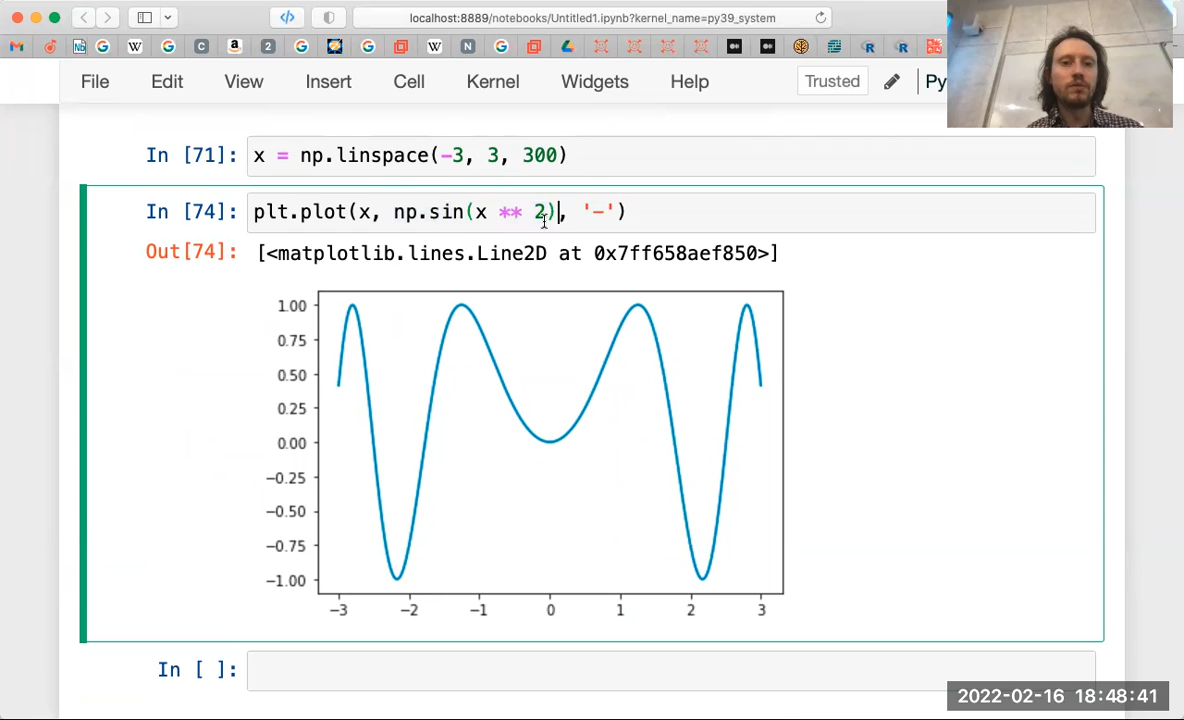 localhost:8889/notebooks/Untitled1.ipynb?kernel_name=py39_system
File Edit View Insert Cell Kernel Widgets Help Trusted Py
In [71]: x = np.linspace(-3, 3, 300)
In [74]: plt.plot(x, np.sin(x ** 2), '-')
Out[74]: [<matplotlib.lines.Line2D at 0x7ff658aef850>]
1.00
0.75
0.50
0.25
0.00
−0.25
−0.50
−0.75
−1.00
−3 −2 −1 0 1 2 3
In [ ]:
2022-02-16 18:48:41